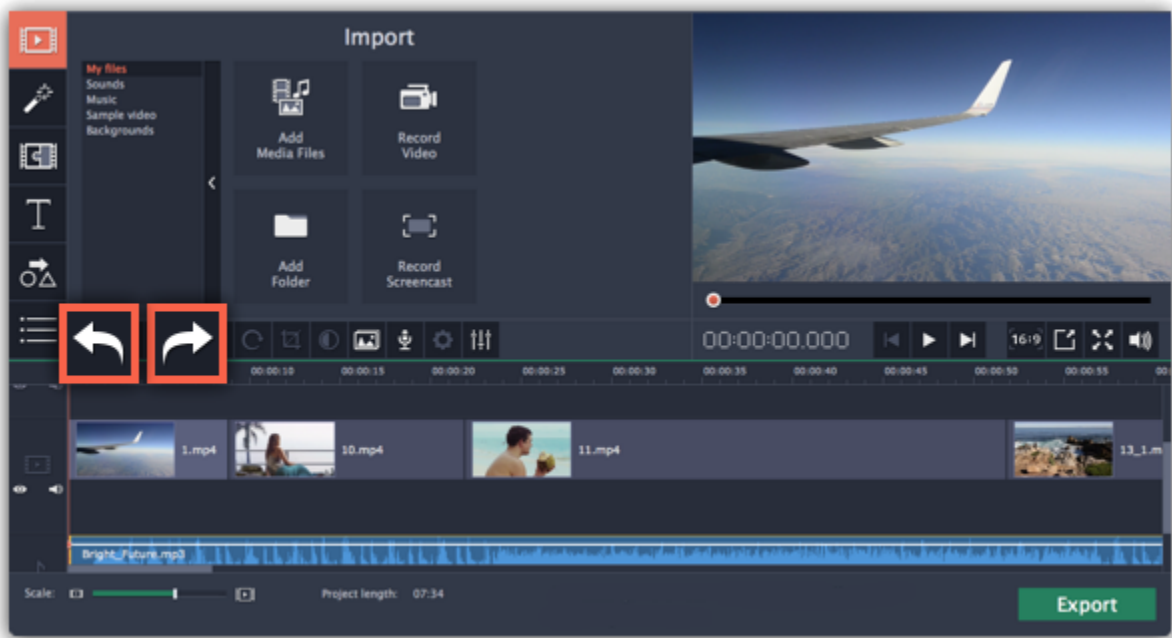 Import
My files
Sounds
Music
Sample video
Backgrounds
Add
Media Files
Record
Video
Add
Folder
Record
Screencast
T
00:00:00.000
16:9
00:00:10
00:00:15
00:00:20
00:00:25
00:00:30
00:00:35
00:00:40
00:00:45
00:00:50
00:00:55
00:
1.mp4
10.mp4
11.mp4
13_1.m
Bright_Future.mp3
Scale:
Project length: 07:34
Export